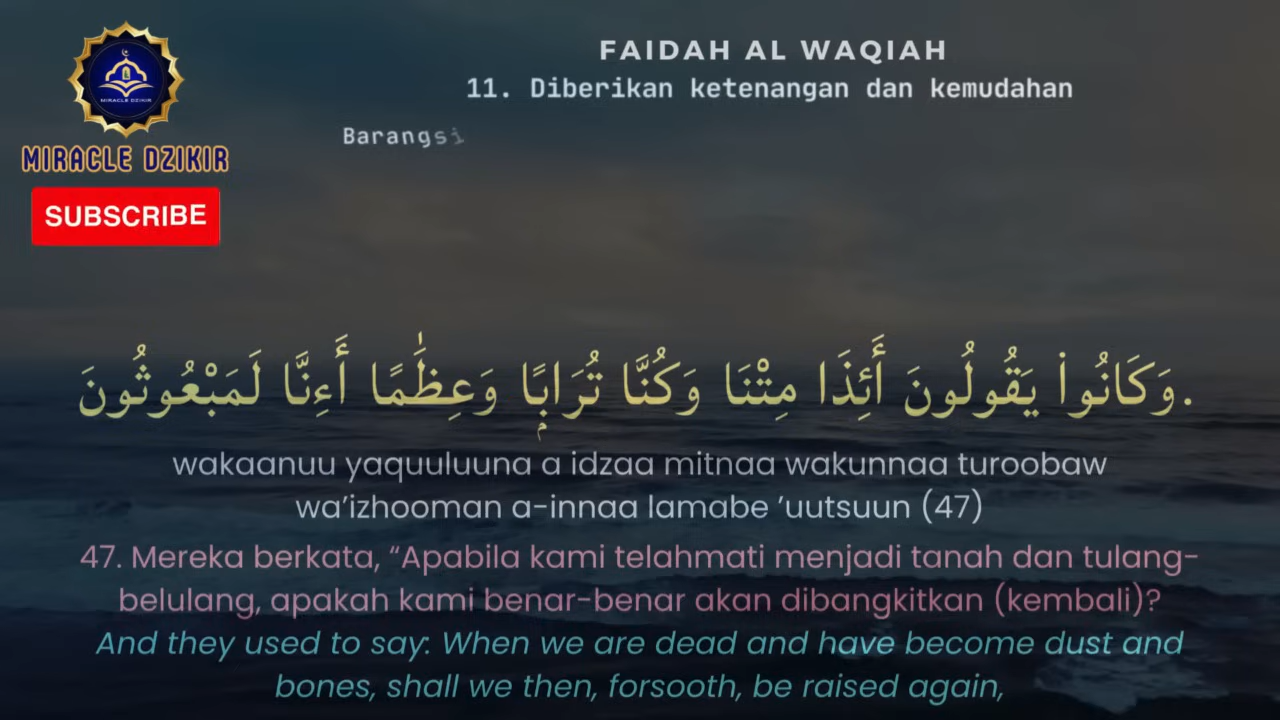 FAIDAH AL WAQIAH
11. Diberikan ketenangan dan kemudahan
Barangsi
MIRACLE DZIKIR
MIRACLE DZIKIR
SUBSCRIBE
وَكَانُوا۟ يَقُولُونَ أَئِذَا مِتْنَا وَكُنَّا تُرَابًۭا وَعِظَٰمًا أَءِنَّا لَمَبْعُوثُونَ.
wakaanuu yaquuluuna a idzaa mitnaa wakunnaa turoobaw
wa’izhooman a-innaa lamabe ‘uutsuun (47)
47. Mereka berkata, “Apabila kami telahmati menjadi tanah dan tulang-
belulang, apakah kami benar-benar akan dibangkitkan (kembali)?
And they used to say: When we are dead and have become dust and
bones, shall we then, forsooth, be raised again,